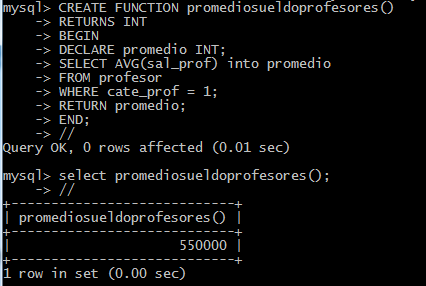 mysql> CREATE FUNCTION promediosueldoprofesores()
    -> RETURNS INT
    -> BEGIN
    -> DECLARE promedio INT;
    -> SELECT AVG(sal_prof) into promedio
    -> FROM profesor
    -> WHERE cate_prof = 1;
    -> RETURN promedio;
    -> END;
    -> //
Query OK, 0 rows affected (0.01 sec)

mysql> select promediosueldoprofesores();
    -> //
+----------------------------+
| promediosueldoprofesores() |
+----------------------------+
|                     550000 |
+----------------------------+
1 row in set (0.00 sec)